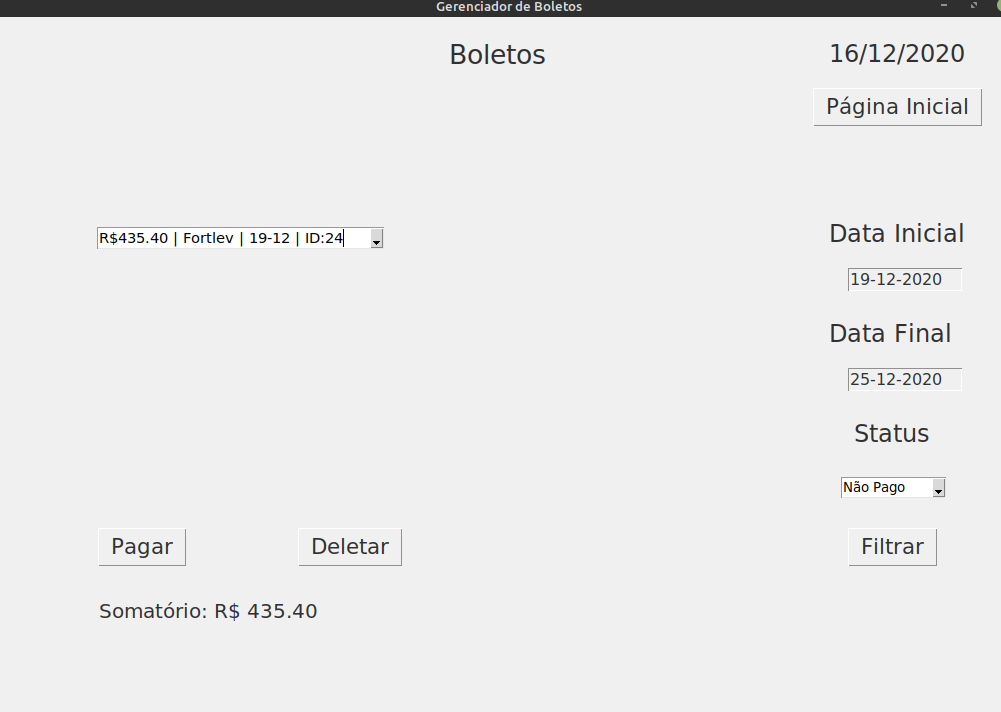 Gerenciador de Boletos
Boletos
16/12/2020
Página Inicial
R$435.40 | Fortlev | 19-12 | ID:24
Data Inicial
19-12-2020
Data Final
25-12-2020
Status
Não Pago
Pagar
Deletar
Filtrar
Somatório: R$ 435.40